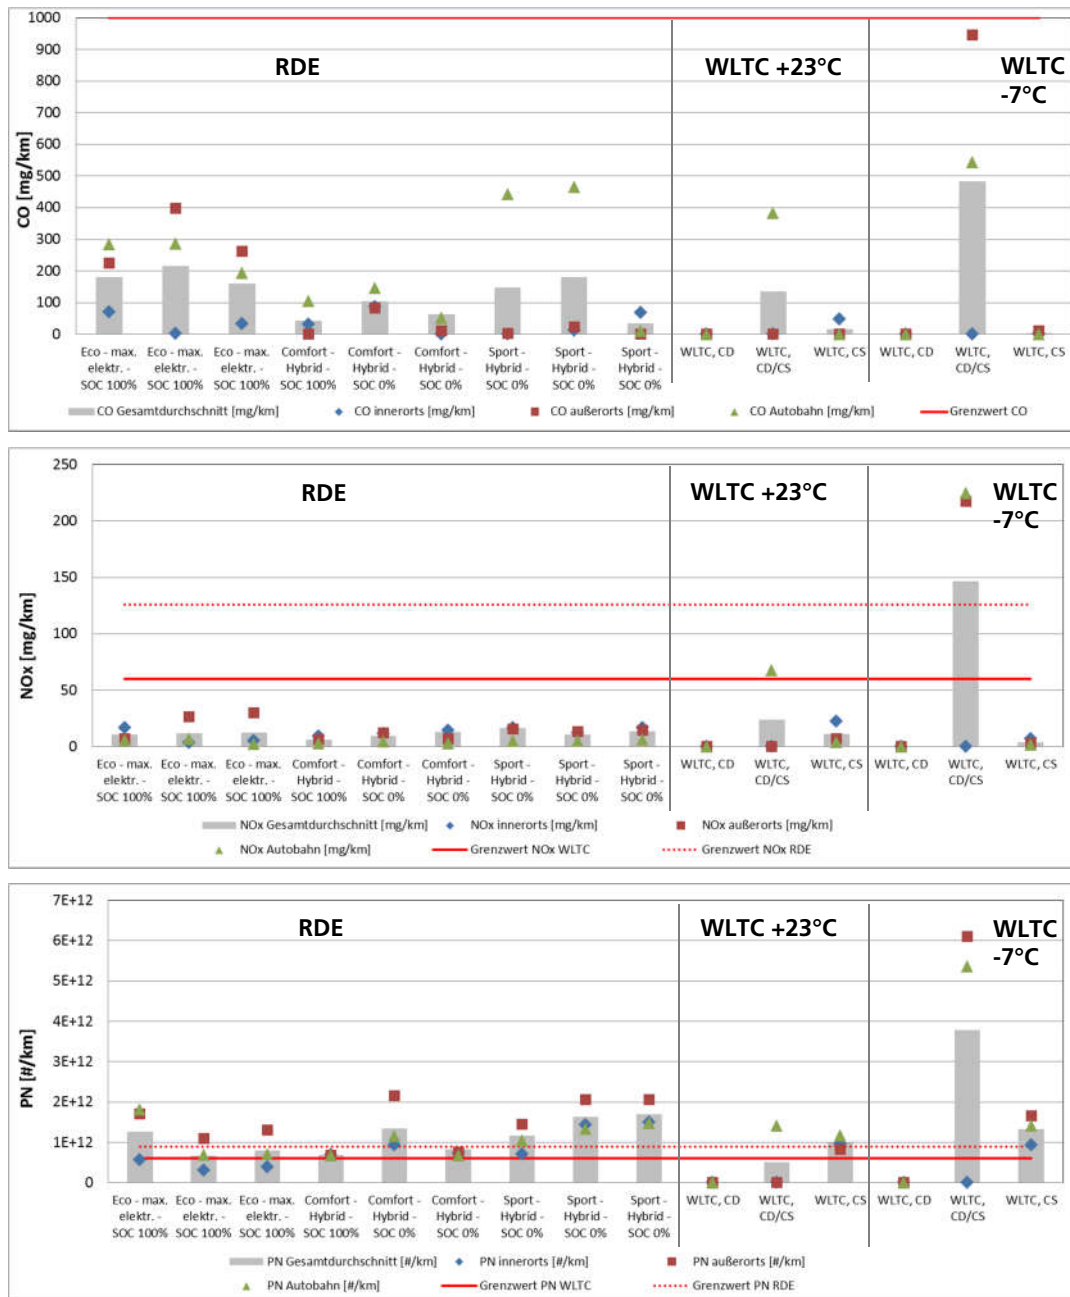 1000
900
800
700
600
500
400
300
200
100
0
CO [mg/km]
RDE
WLTC +23°C
WLTC
-7°C
Eco - max. elektr. - SOC 100%
Eco - max. elektr. - SOC 100%
Eco - max. elektr. - SOC 100%
Comfort - Hybrid - SOC 100%
Comfort - Hybrid - SOC 0%
Comfort - Hybrid - SOC 0%
Sport - Hybrid - SOC 0%
Sport - Hybrid - SOC 0%
Sport - Hybrid - SOC 0%
WLTC, CD
WLTC, CD/CS
WLTC, CS
WLTC, CD
WLTC, CD/CS
WLTC, CS
CO Gesamtdurchschnitt [mg/km]
CO innerorts [mg/km]
CO außerorts [mg/km]
CO Autobahn [mg/km]
Grenzwert CO
250
200
150
100
50
0
NOx [mg/km]
RDE
WLTC +23°C
WLTC
-7°C
Eco - max. elektr. - SOC 100%
Eco - max. elektr. - SOC 100%
Eco - max. elektr. - SOC 100%
Comfort - Hybrid - SOC 100%
Comfort - Hybrid - SOC 0%
Comfort - Hybrid - SOC 0%
Sport - Hybrid - SOC 0%
Sport - Hybrid - SOC 0%
Sport - Hybrid - SOC 0%
WLTC, CD
WLTC, CD/CS
WLTC, CS
WLTC, CD
WLTC, CD/CS
WLTC, CS
NOx Gesamtdurchschnitt [mg/km]
NOx innerorts [mg/km]
NOx außerorts [mg/km]
NOx Autobahn [mg/km]
Grenzwert NOx WLTC
Grenzwert NOx RDE
7E+12
6E+12
5E+12
4E+12
3E+12
2E+12
1E+12
0
PN [#/km]
RDE
WLTC +23°C
WLTC
-7°C
Eco - max. elektr. - SOC 100%
Eco - max. elektr. - SOC 100%
Eco - max. elektr. - SOC 100%
Comfort - Hybrid - SOC 100%
Comfort - Hybrid - SOC 0%
Comfort - Hybrid - SOC 0%
Sport - Hybrid - SOC 0%
Sport - Hybrid - SOC 0%
Sport - Hybrid - SOC 0%
WLTC, CD
WLTC, CD/CS
WLTC, CS
WLTC, CD
WLTC, CD/CS
WLTC, CS
PN Gesamtdurchschnitt [#/km]
PN innerorts [#/km]
PN außerorts [#/km]
PN Autobahn [#/km]
Grenzwert PN WLTC
Grenzwert PN RDE